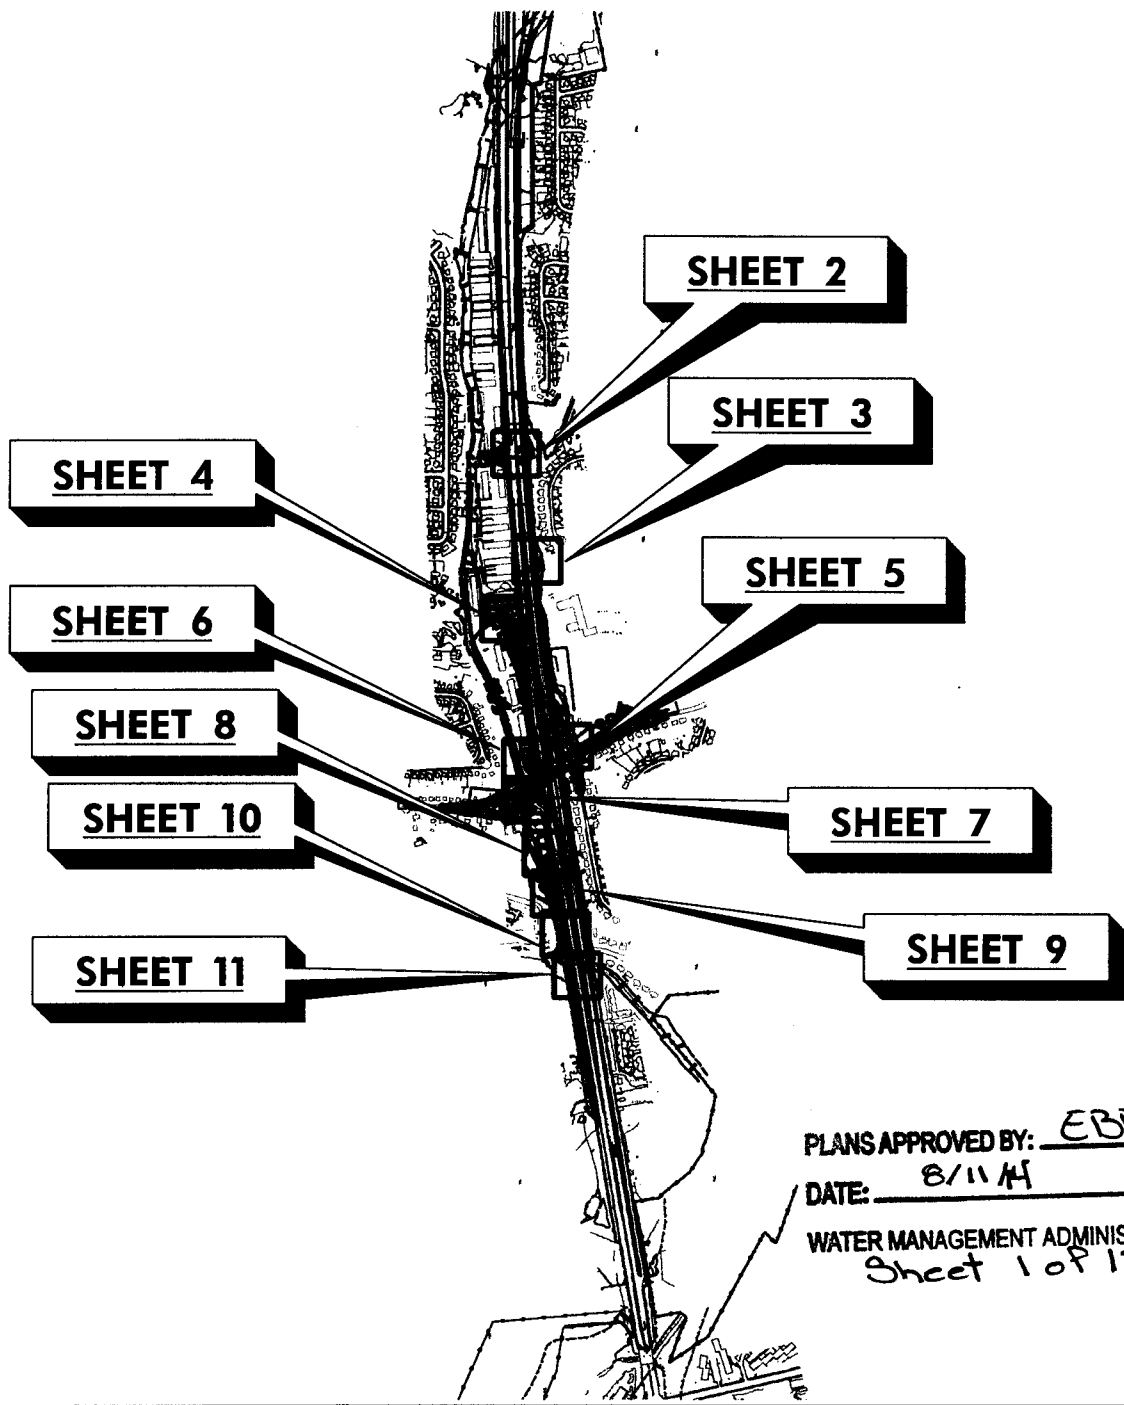 SHEET 2
SHEET 3
SHEET 4
SHEET 5
SHEET 6
SHEET 8
SHEET 10
SHEET 7
SHEET 9
SHEET 11
PLANS APPROVED BY:
DATE: 8/11/14
WATER MANAGEMENT
Sheet 1 of